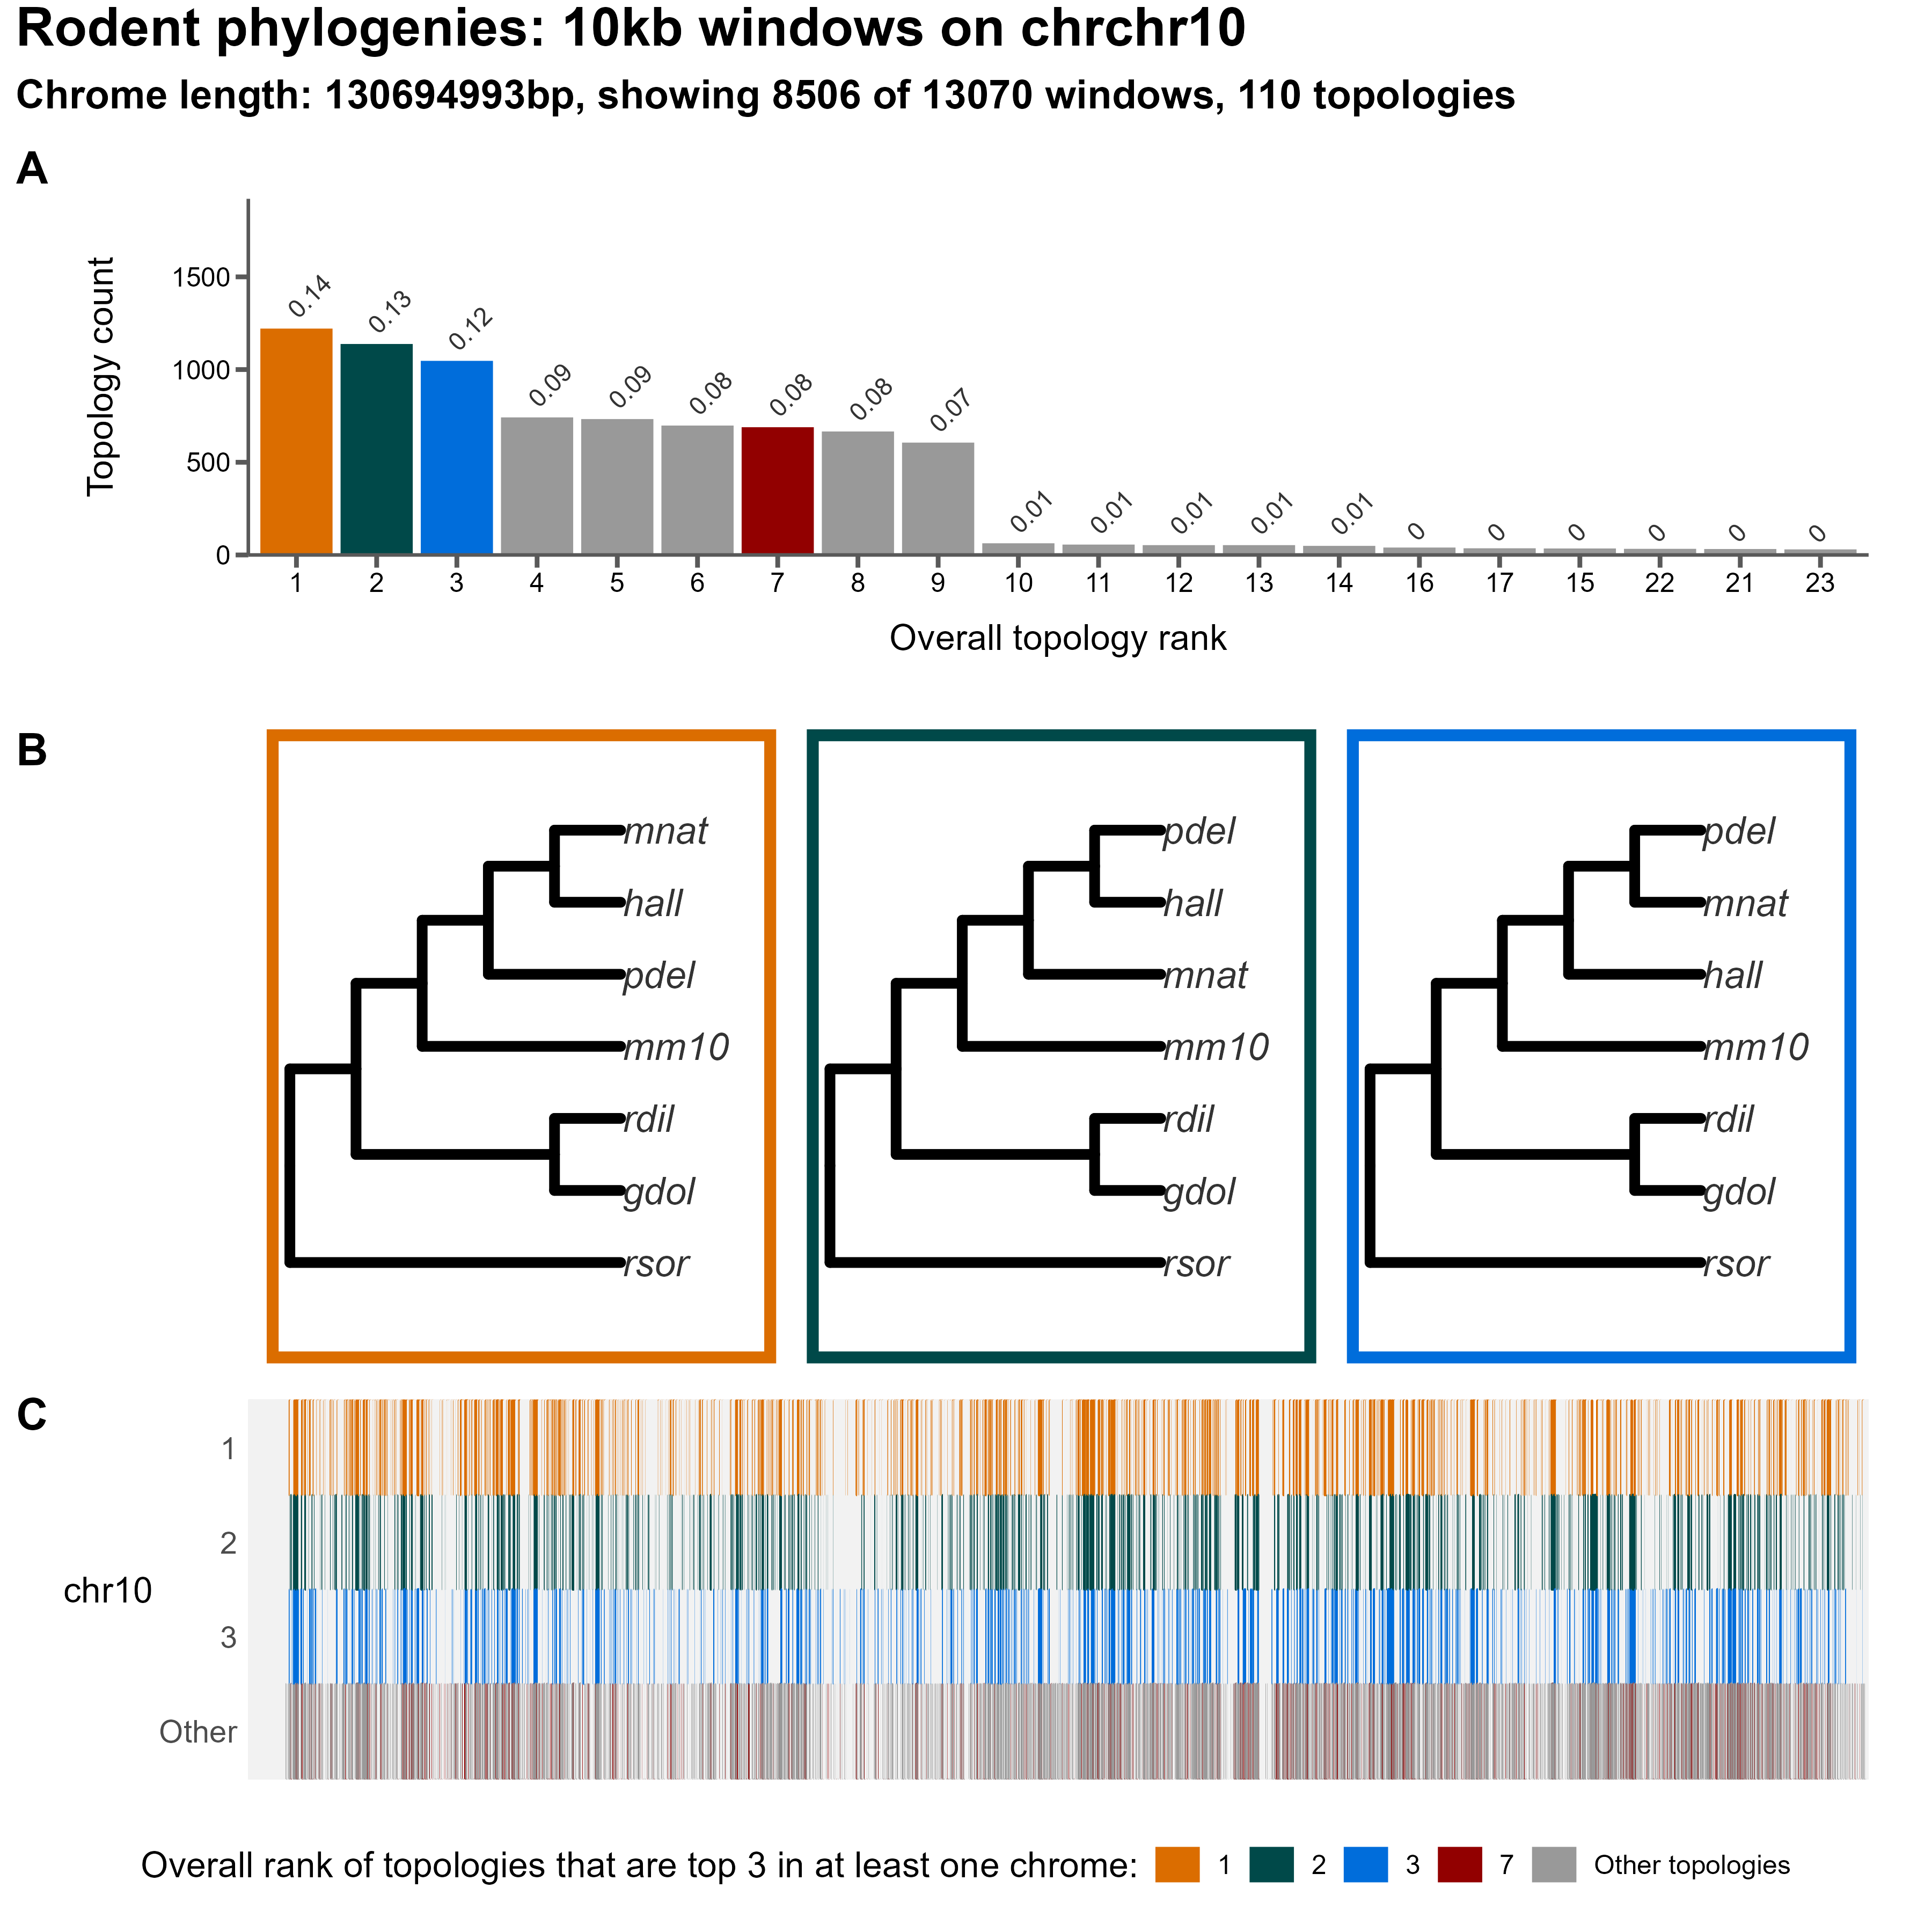 Rodent phylogenies: 10kb windows on chrchr10
Chrome length: 130694993bp, showing 8506 of 13070 windows, 110 topologies
A
Topology count
1500
1000
500
0
0.14 0.13 0.12 0.09 0.09 0.08 0.08 0.08 0.07 0.01 0.01 0.01 0.01 0.01 0 0 0 0 0 0
1 2 3 4 5 6 7 8 9 10 11 12 13 14 16 17 15 22 21 23
Overall topology rank
B
mnat
hall
pdel
mm10
rdil
gdol
rsor
pdel
hall
mnat
mm10
rdil
gdol
rsor
pdel
mnat
hall
mm10
rdil
gdol
rsor
C
chr10
1
2
3
Other
Overall rank of topologies that are top 3 in at least one chrome: 1 2 3 7 Other topologies